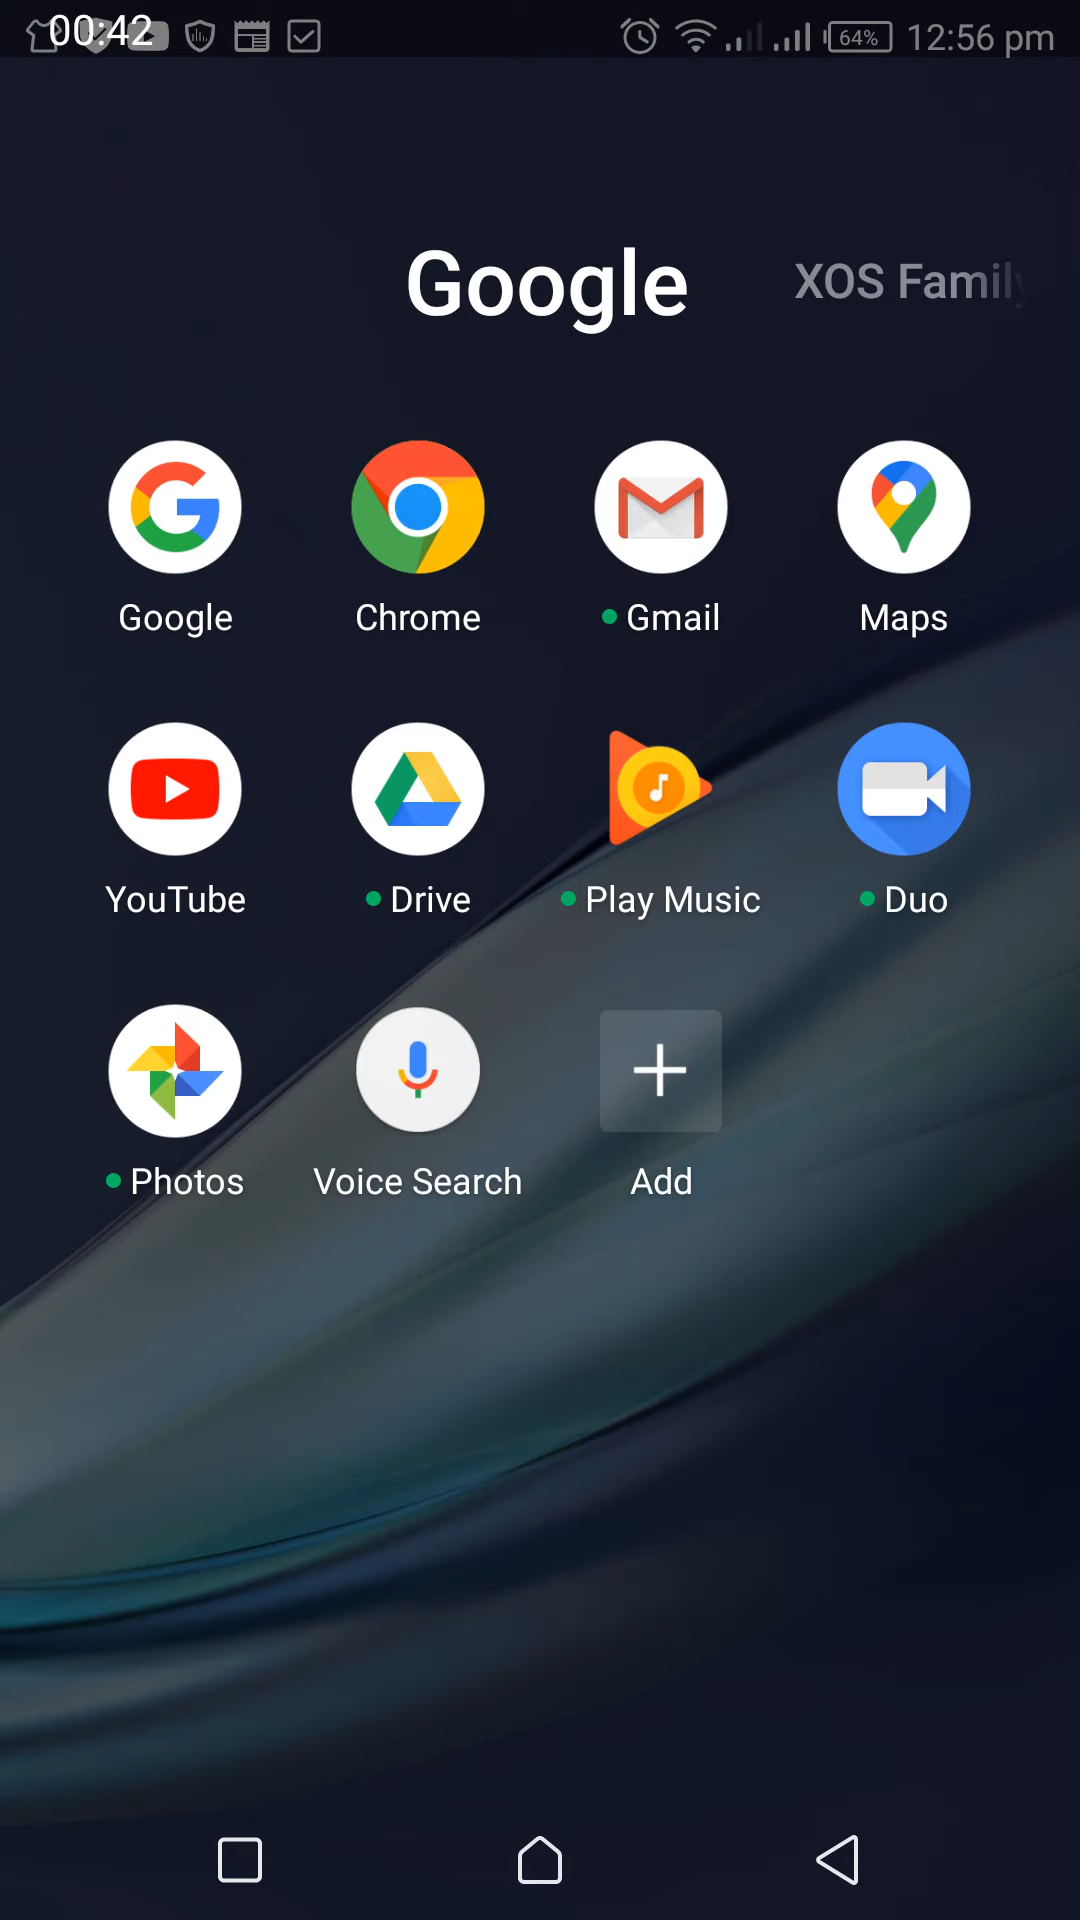 00:42 64% 12:56 pm
Google XOS Family
Google Chrome Gmail Maps
YouTube Drive Play Music Duo
Photos Voice Search Add